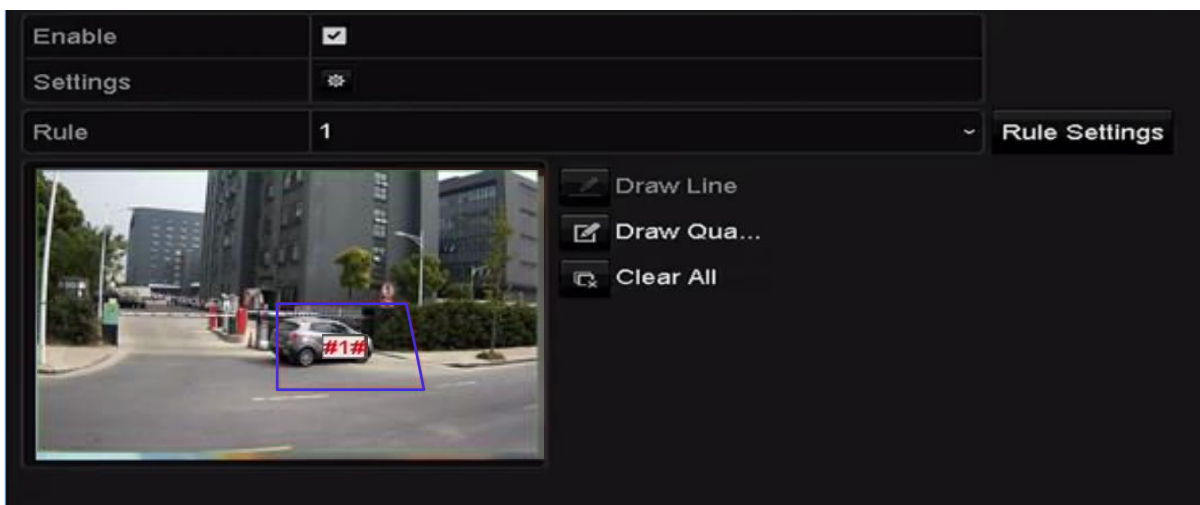 Enable
Settings
Rule
1
Rule Settings
Draw Line
Draw Qua...
Clear All
#1#